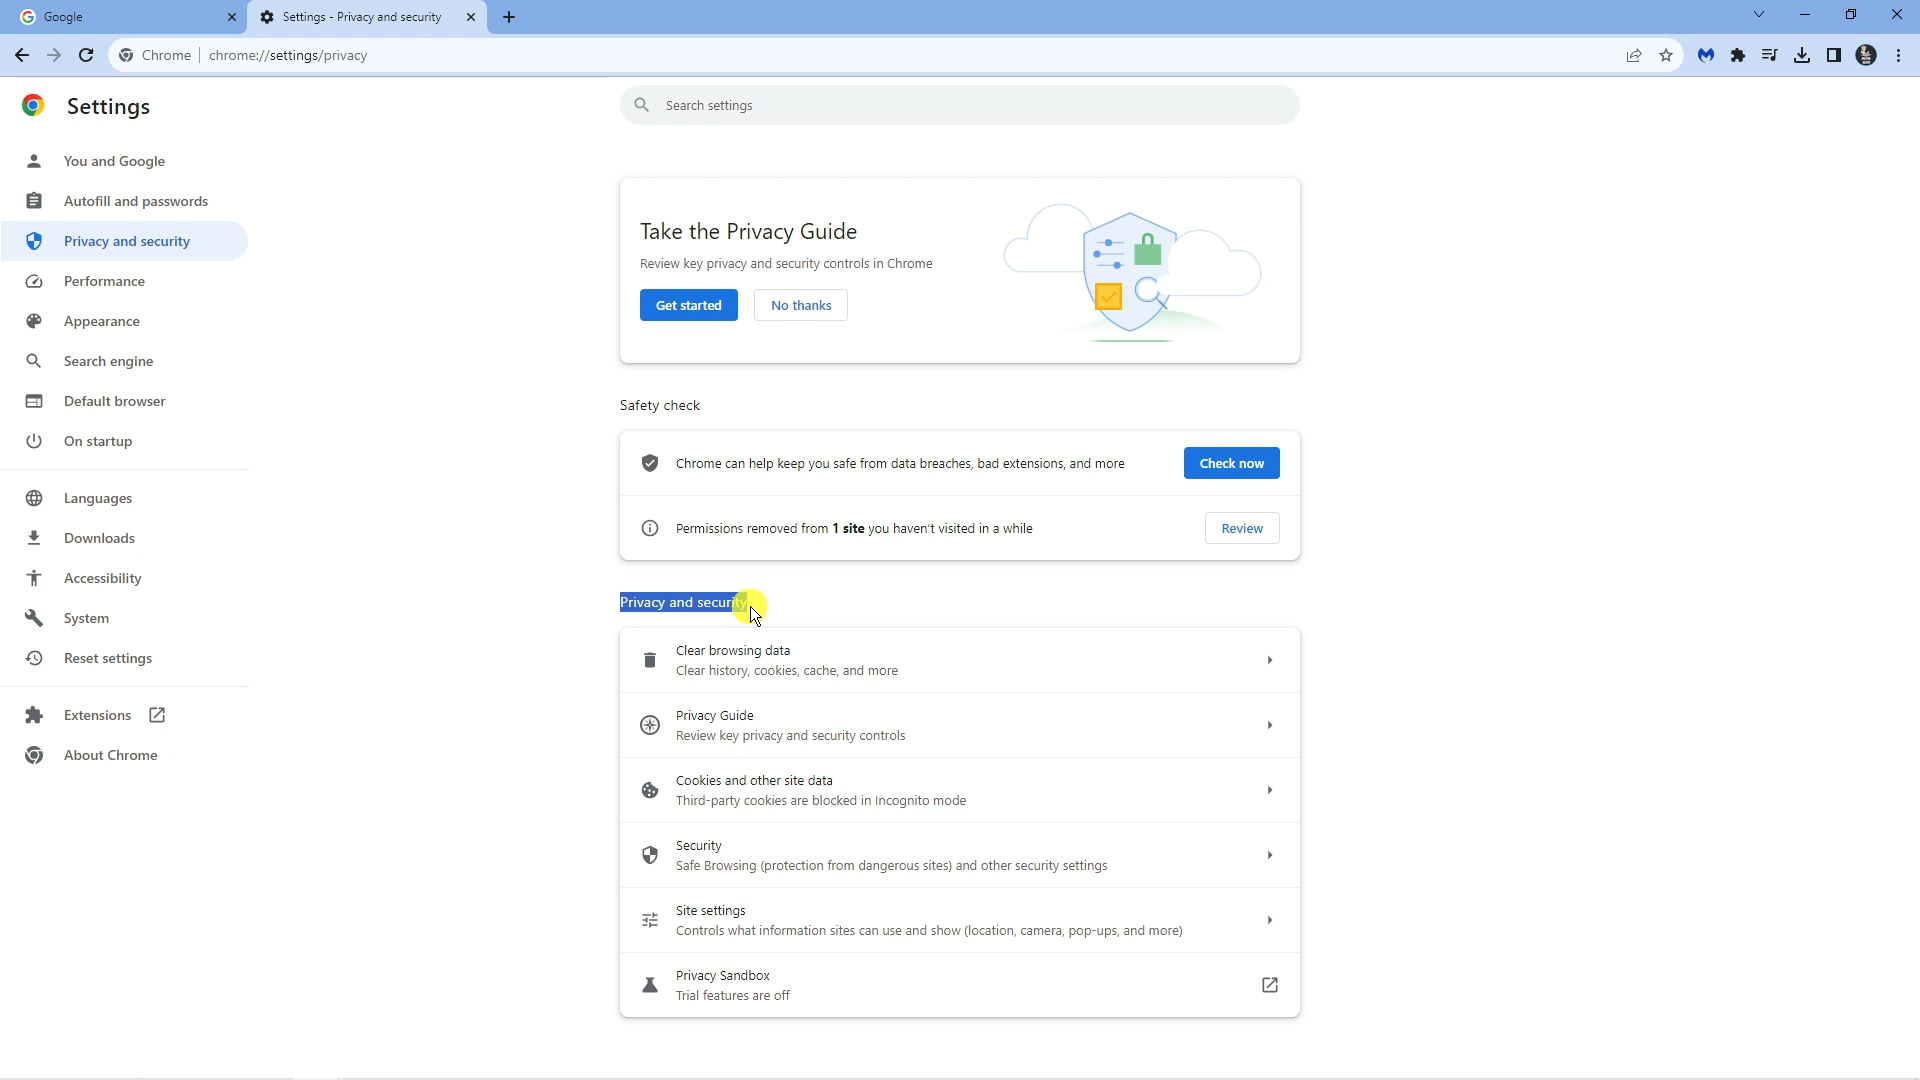 Google
Settings - Privacy and security
Chrome
chrome://settings/privacy
Settings
Search settings
You and Google
Autofill and passwords
Privacy and security
Performance
Appearance
Search engine
Default browser
On startup
Languages
Downloads
Accessibility
System
Reset settings
Extensions
About Chrome
Take the Privacy Guide
Review key privacy and security controls in Chrome
Get started
No thanks
Safety check
Chrome can help keep you safe from data breaches, bad extensions, and more
Check now
Permissions removed from 1 site you haven't visited in a while
Review
Privacy and security
Clear browsing data
Clear history, cookies, cache, and more
Privacy Guide
Review key privacy and security controls
Cookies and other site data
Third-party cookies are blocked in Incognito mode
Security
Safe Browsing (protection from dangerous sites) and other security settings
Site settings
Controls what information sites can use and show (location, camera, pop-ups, and more)
Privacy Sandbox
Trial features are off